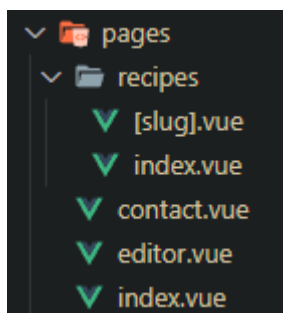 pages
recipes
[slug].vue
index.vue
contact.vue
editor.vue
index.vue